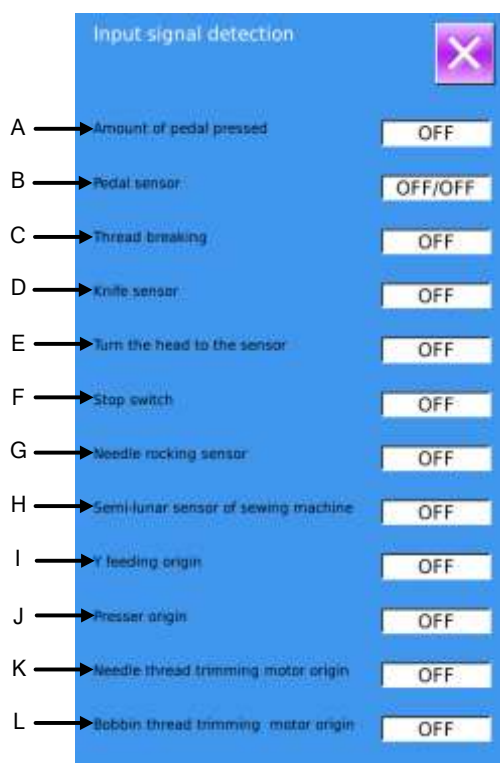 Input signal detection
A Amount of pedal pressed OFF
B Pedal sensor OFF/OFF
C Thread breaking OFF
D Knife sensor OFF
E Turn the head to the sensor OFF
F Stop switch OFF
G Needle rocking sensor OFF
H Semi-lunar sensor of sewing machine OFF
I Y feeding origin OFF
J Presser origin OFF
K Needle thread trimming motor origin OFF
L Bobbin thread trimming motor origin OFF